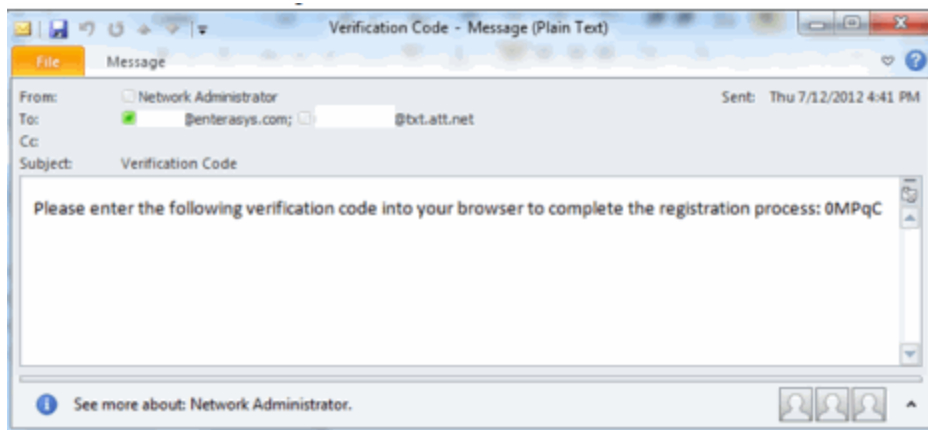 Verification Code - Message (Plain Text)
File Message
From: Network Administrator Sent: Thu 7/12/2012 4:41 PM
To: @enterasys.com; @txt.att.net
Cc:
Subject: Verification Code
Please enter the following verification code into your browser to complete the registration process: 0MPqC
See more about: Network Administrator.